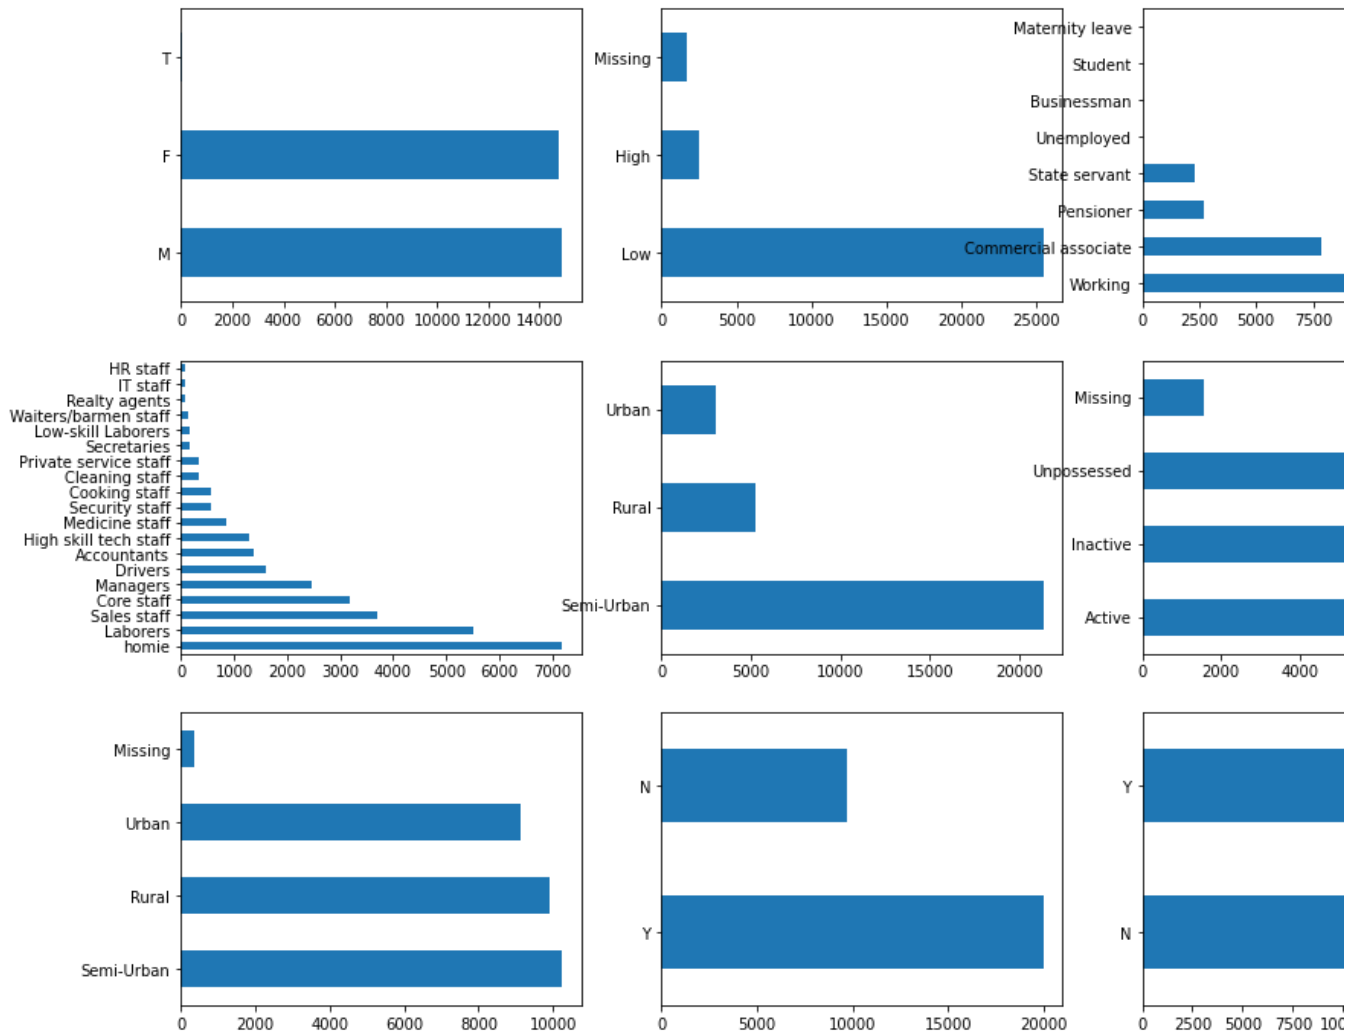 T
F
M
0 2000 4000 6000 8000 10000 12000 14000
Missing
High
Low
0 5000 10000 15000 20000 25000
Maternity leave
Student
Businessman
Unemployed
State servant
Pensioner
Commercial associate
Working
0 2500 5000 7500
HR staff
IT staff
Realty agents
Waiters/barmen staff
Low-skill Laborers
Secretaries
Private service staff
Cleaning staff
Cooking staff
Security staff
Medicine staff
High skill tech staff
Accountants
Drivers
Managers
Core staff
Sales staff
Laborers
homie
0 1000 2000 3000 4000 5000 6000 7000
Urban
Rural
Semi-Urban
0 5000 10000 15000 20000
Missing
Unpossessed
Inactive
Active
0 2000 4000
Missing
Urban
Rural
Semi-Urban
0 2000 4000 6000 8000 10000
N
Y
0 5000 10000 15000 20000
Y
N
0 2500 5000 7500